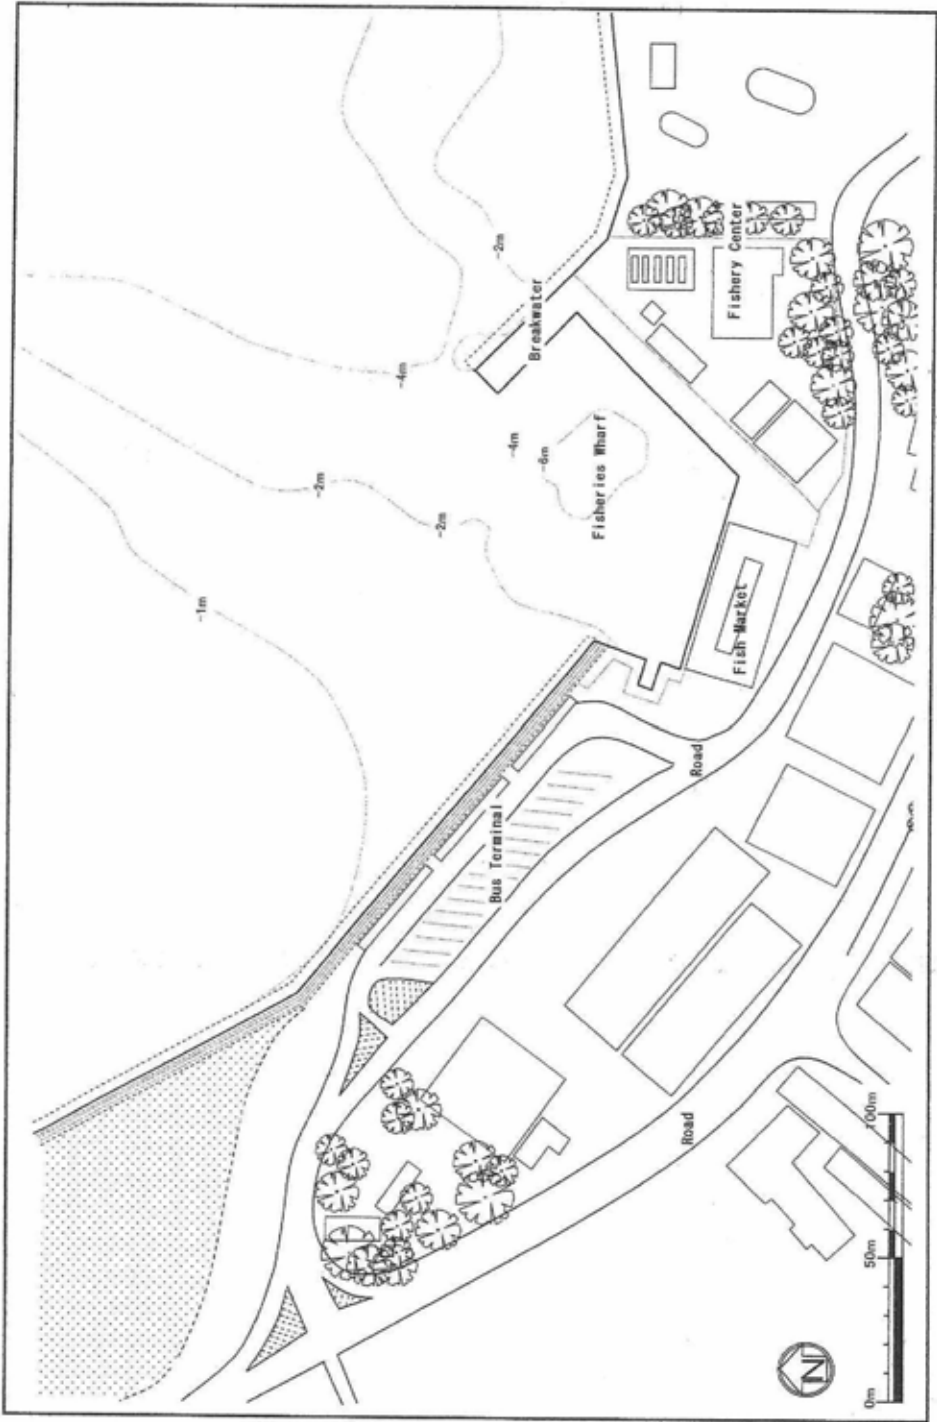 -2m
-4m
-2m
-2m
-1m
-4m
-6m
Breakwater
Fisheries Wharf
Fishery Center
Fish Market
Bus Terminal
Road
Road
N
0m
50m
100m